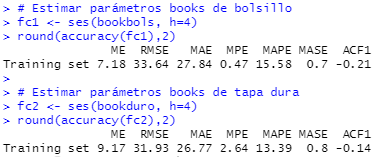 > # Estimar parámetros books de bolsillo
> fc1 <- ses(bookbols, h=4)
> round(accuracy(fc1),2)
ME RMSE MAE MPE MAPE MASE ACF1
Training set 7.18 33.64 27.84 0.47 15.58 0.7 -0.21
>
> # Estimar parámetros books de tapa dura
> fc2 <- ses(bookduro, h=4)
> round(accuracy(fc2),2)
ME RMSE MAE MPE MAPE MASE ACF1
Training set 9.17 31.93 26.77 2.64 13.39 0.8 -0.14